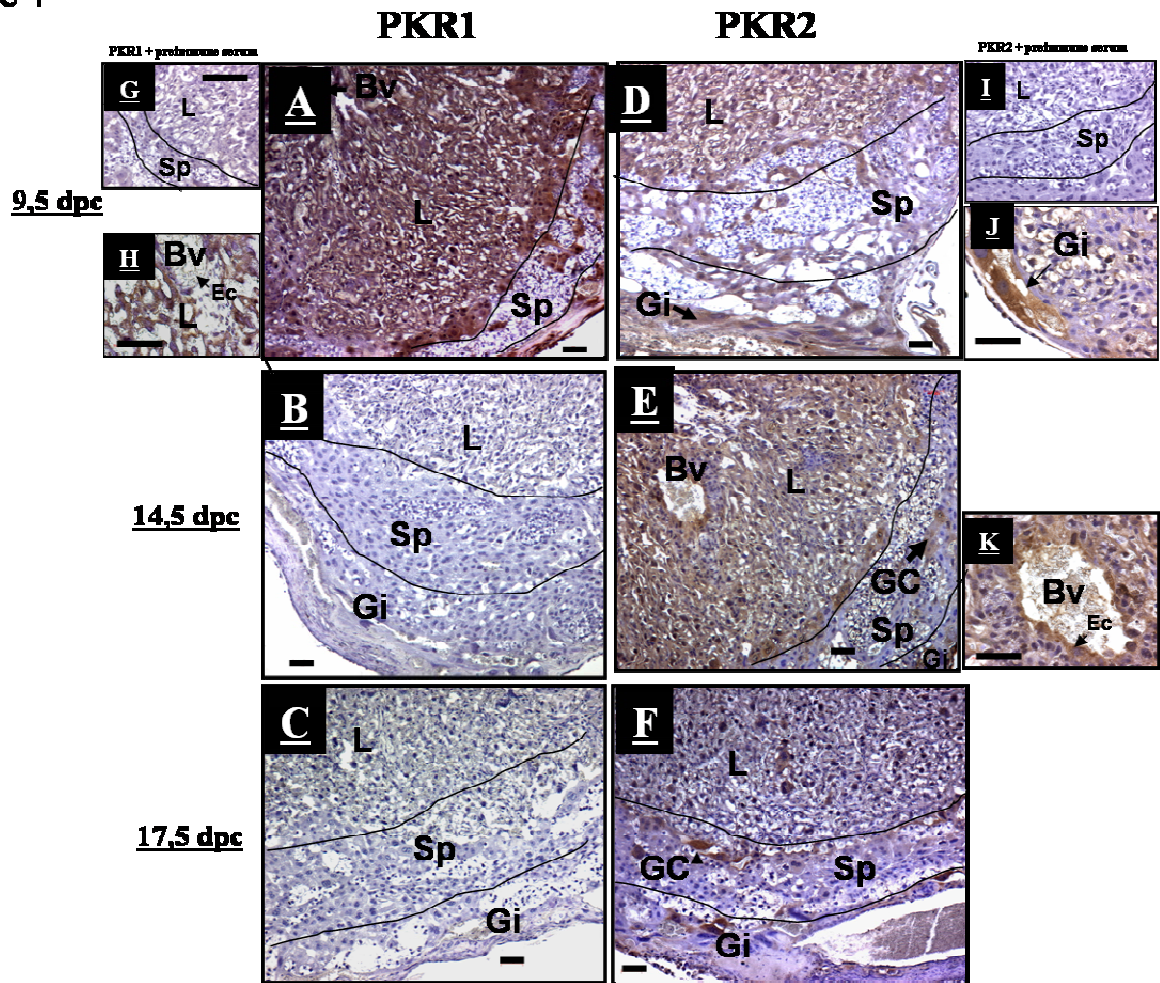 PKR1 PKR2
PKR1 + preimmune serum
PKR2 + preimmune serum
G L Sp
A Bv L Sp
D L Sp Gi
I L Sp
9,5 dpc
H Bv Ec L
J Gi
B L Sp Gi
E Bv L GC Sp Gi
14,5 dpc
K Bv Ec
C L Sp Gi
F L GC Sp Gi
17,5 dpc